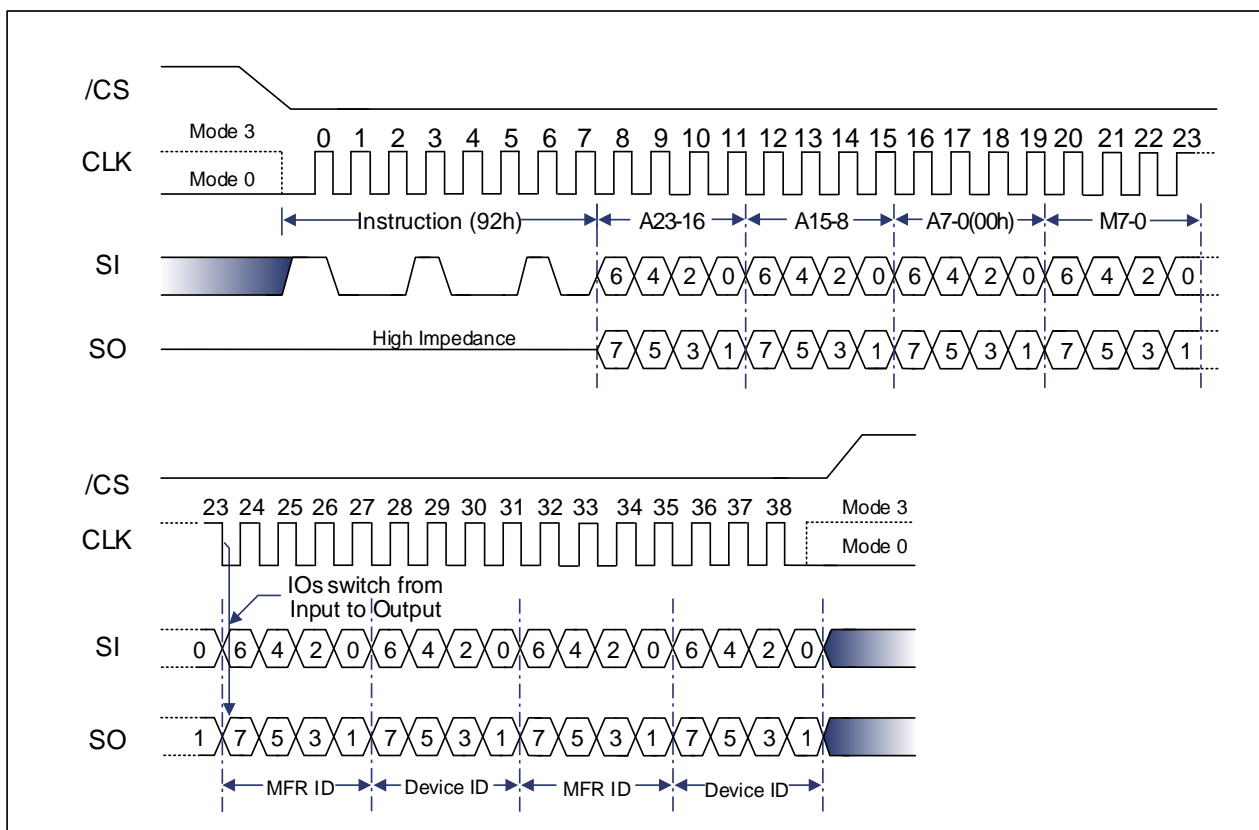 /CS
Mode 3
0 1 2 3 4 5 6 7 8 9 10 11 12 13 14 15 16 17 18 19 20 21 22 23
CLK
Mode 0
Instruction (92h) A23-16 A15-8 A7-0(00h) M7-0
SI
6 4 2 0 6 4 2 0 6 4 2 0 6 4 2 0
SO
High Impedance
7 5 3 1 7 5 3 1 7 5 3 1 7 5 3 1
/CS
23 24 25 26 27 28 29 30 31 32 33 34 35 36 37 38
Mode 3
CLK
Mode 0
IOs switch from
Input to Output
SI
0 6 4 2 0 6 4 2 0 6 4 2 0 6 4 2 0
SO
1 7 5 3 1 7 5 3 1 7 5 3 1 7 5 3 1
MFR ID Device ID MFR ID Device ID